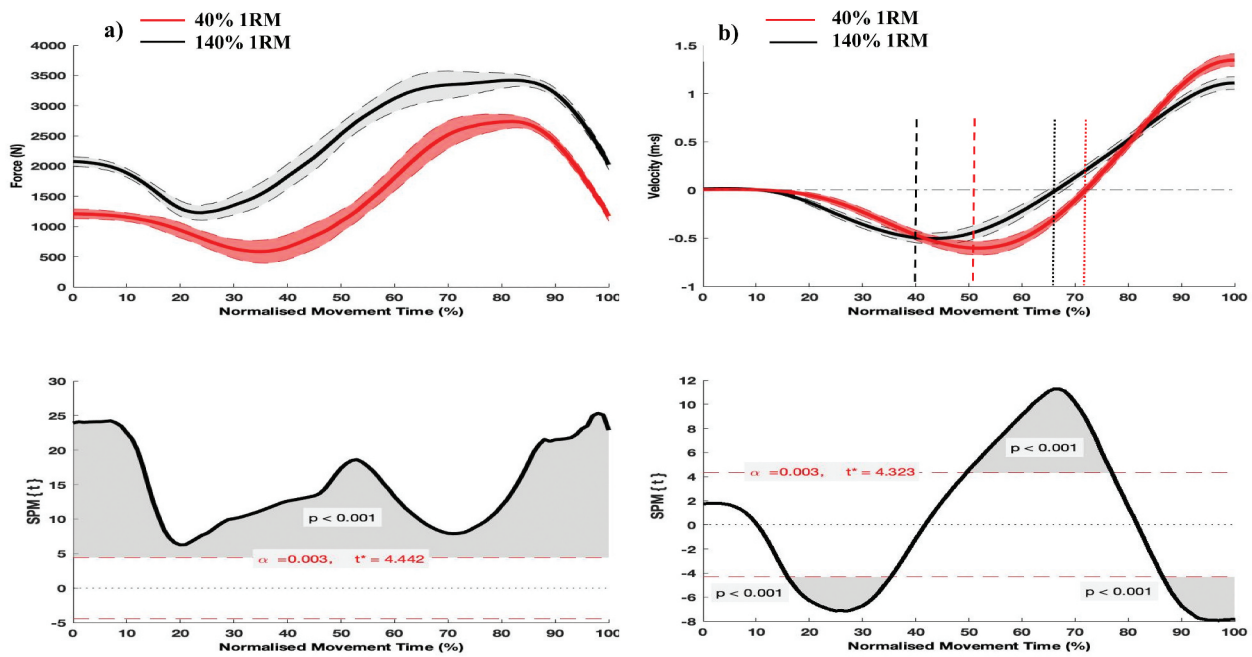 a)
40% 1RM
140% 1RM
4000
3500
3000
2500
2000
1500
1000
500
0
Force (N)
0 10 20 30 40 50 60 70 80 90 100
Normalised Movement Time (%)
b)
40% 1RM
140% 1RM
1.5
1
0.5
0
-0.5
-1
Velocity (m·s)
0 10 20 30 40 50 60 70 80 90 100
Normalised Movement Time (%)
30
25
20
15
10
5
0
-5
SPM{t}
p < 0.001
α =0.003, t* = 4.442
0 10 20 30 40 50 60 70 80 90 100
Normalised Movement Time (%)
12
10
8
6
4
2
0
-2
-4
-6
-8
SPM{t}
p < 0.001
α =0.003, t* = 4.323
p < 0.001
p < 0.001
0 10 20 30 40 50 60 70 80 90 100
Normalised Movement Time (%)